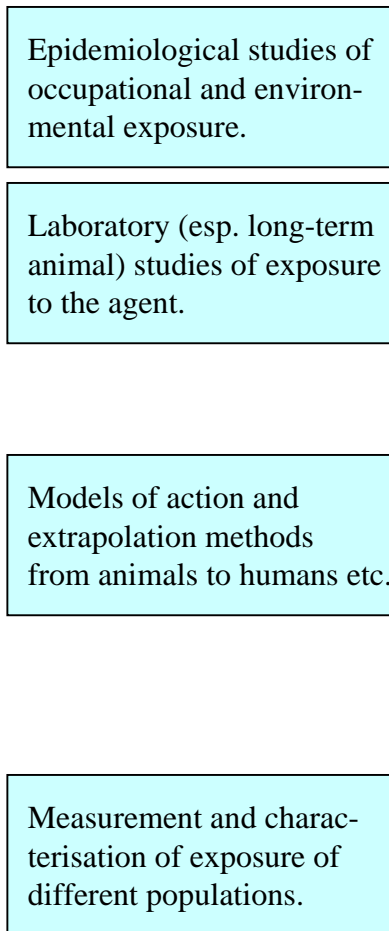 Epidemiological studies of
occupational and environ-
mental exposure.
Laboratory (esp. long-term
animal) studies of exposure
to the agent.
Models of action and
extrapolation methods
from animals to humans etc.
Measurement and charac-
terisation of exposure of
different populations.